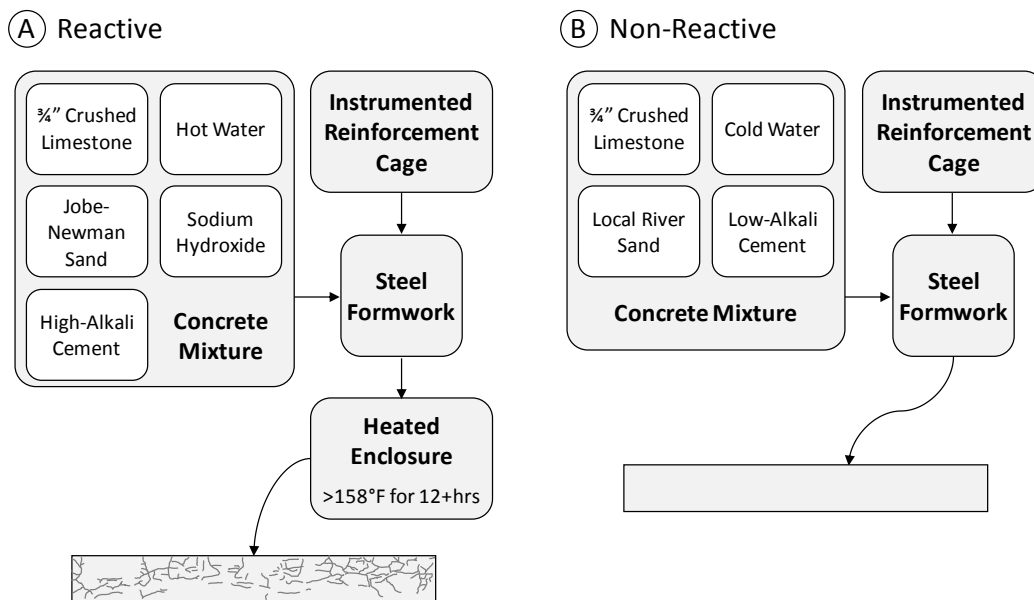 A Reactive
¾” Crushed
Limestone
Hot Water
Jobe-
Newman
Sand
Sodium
Hydroxide
High-Alkali
Cement
Concrete
Mixture
Instrumented
Reinforcement
Cage
Steel
Formwork
Heated
Enclosure
>158°F for 12+hrs
B Non-Reactive
¾” Crushed
Limestone
Cold Water
Local River
Sand
Low-Alkali
Cement
Concrete Mixture
Instrumented
Reinforcement
Cage
Steel
Formwork